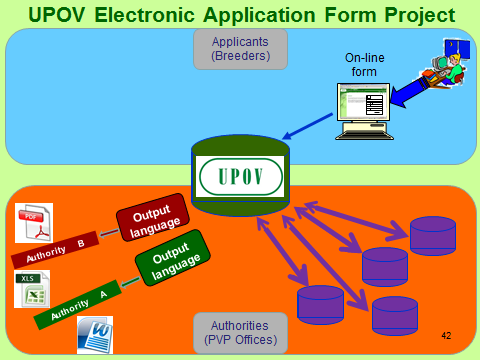 UPOV Electronic Application Form Project
Applicants
(Breeders)
On-line
form
UPOV
PDF
Output
language
Authority B
XLS
Output
language
Authority A
W
Authorities
(PVP Offices)
42